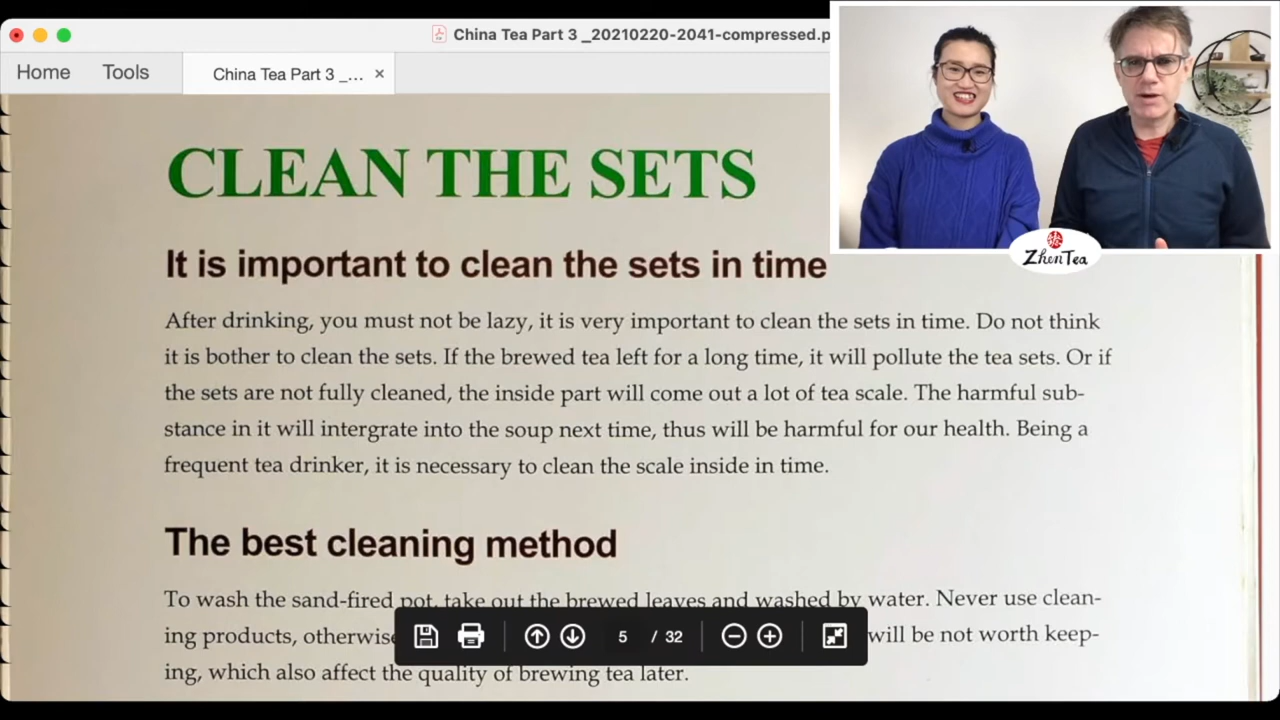 China Tea Part 3 _20210220-2041-compressed.p
Home
Tools
China Tea Part 3 _...
×
CLEAN THE SETS
It is important to clean the sets in time
After drinking, you must not be lazy, it is very important to clean the sets in time. Do not think
it is bother to clean the sets. If the brewed tea left for a long time, it will pollute the tea sets. Or if
the sets are not fully cleaned, the inside part will come out a lot of tea scale. The harmful sub-
stance in it will intergrate into the soup next time, thus will be harmful for our health. Being a
frequent tea drinker, it is necessary to clean the scale inside in time.
The best cleaning method
To wash the sand-fired pot, take out the brewed leaves and washed by water. Never use clean-
ing products, otherwise will be not worth keep-
ing, which also affect the quality of brewing tea later.
5 / 32
ZhenTea